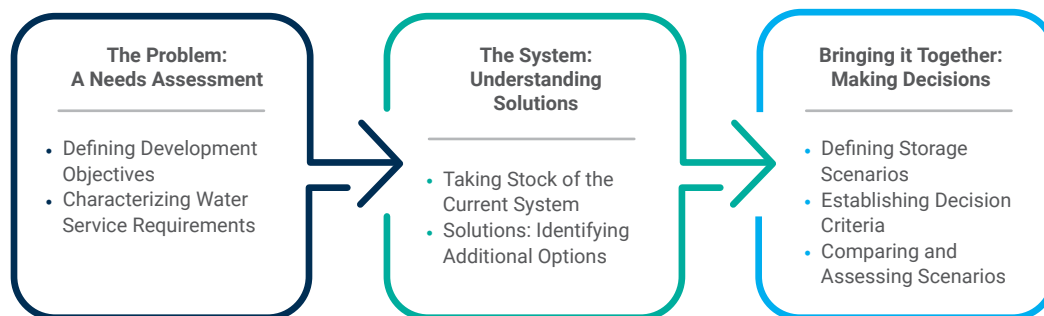 The Problem:
A Needs Assessment
• Defining Development
Objectives
• Characterizing Water
Service Requirements
The System:
Understanding
Solutions
• Taking Stock of the
Current System
• Solutions: Identifying
Additional Options
Bringing it Together:
Making Decisions
• Defining Storage
Scenarios
• Establishing Decision
Criteria
• Comparing and
Assessing Scenarios